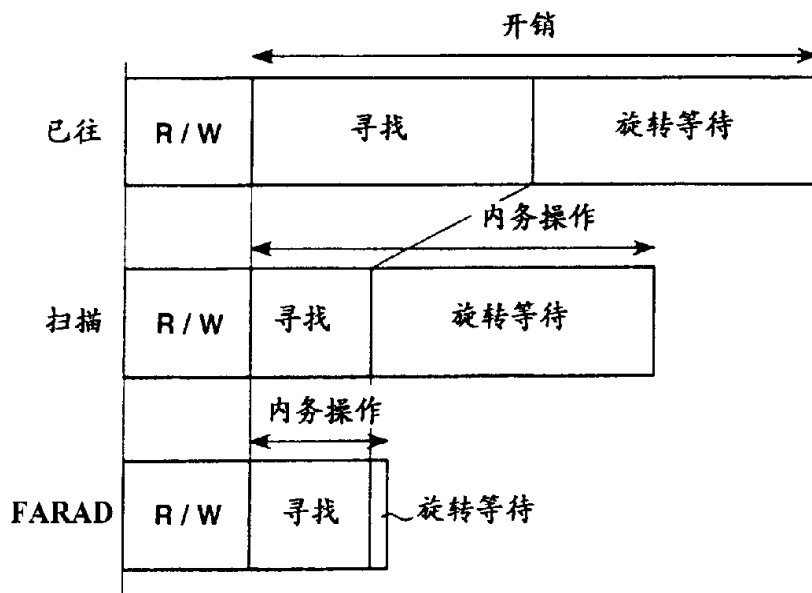 开销
已往
R / W
寻找
旋转等待
内务操作
扫描
R / W
寻找
旋转等待
内务操作
FARAD
R / W
寻找
旋转等待